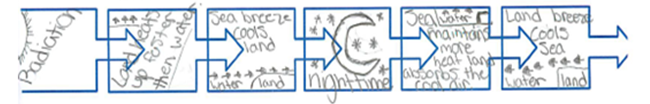 Radiation
Land heats
up faster
then water
Sea breeze
cools
land
water land
nighttime
Sea water
maintains
more
heat land
absorbs the
cool air
Land breeze
cools
Sea
water land